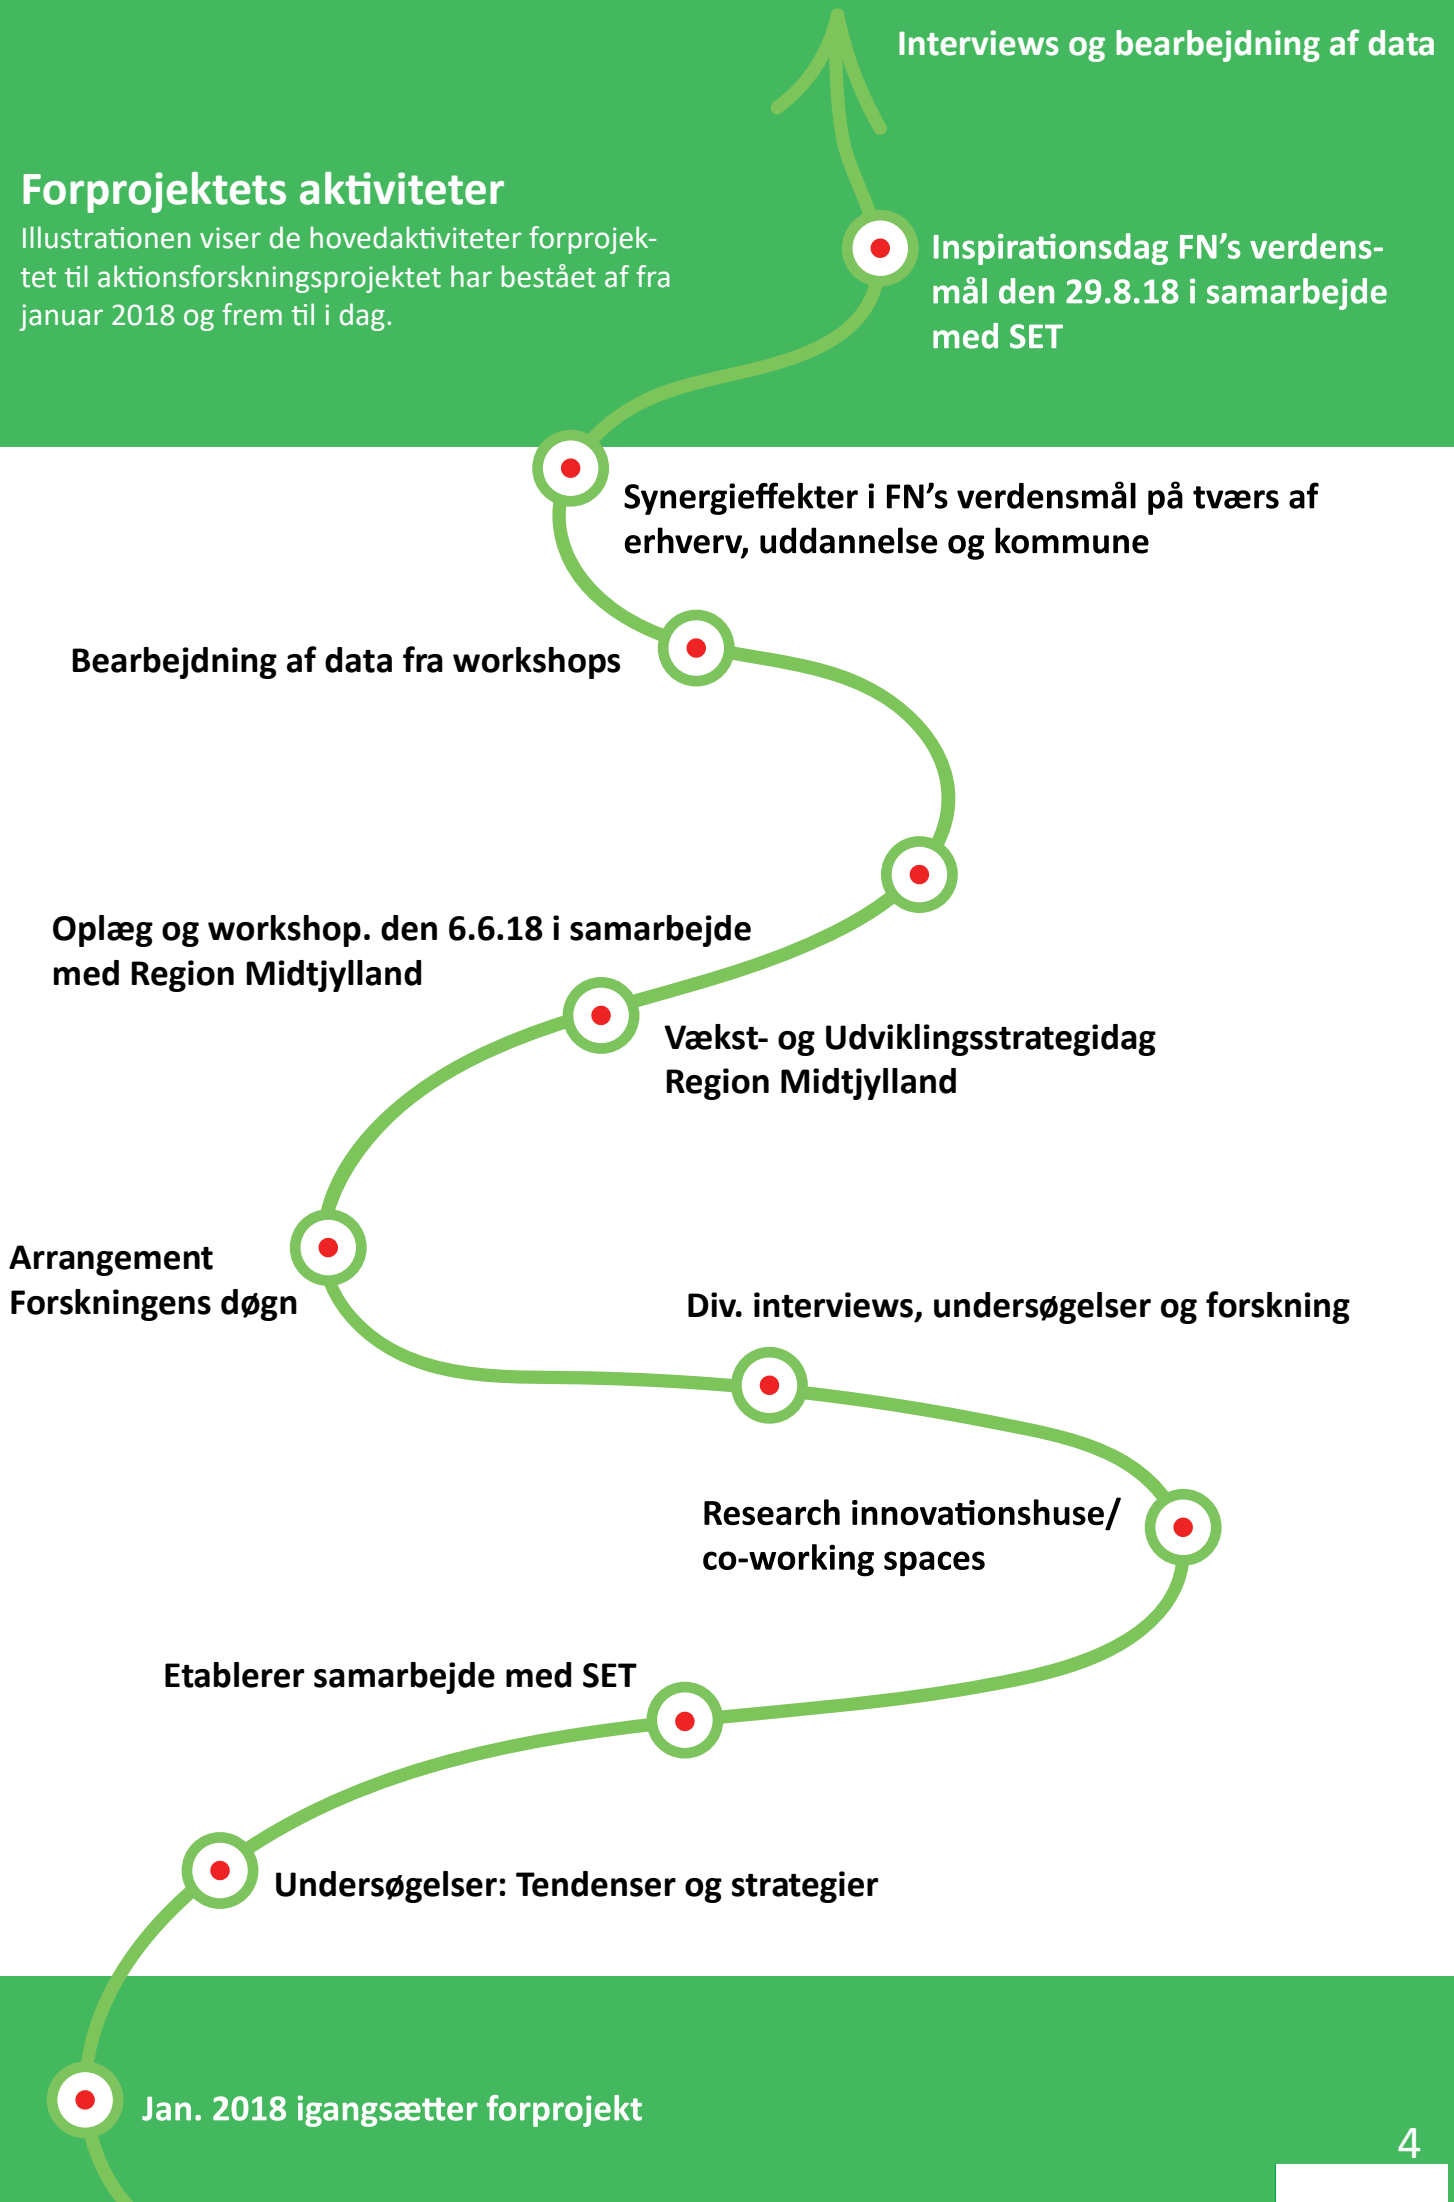 Interviews og bearbejdning af data
Forprojektets aktiviteter
Illustrationen viser de hovedaktiviteter forprojek-
tet til aktionsforskningsprojektet har bestået af fra
januar 2018 og frem til i dag.
Inspirationsdag FN’s verdens-
mål den 29.8.18 i samarbejde
med SET
Synergieffekter i FN’s verdensmål på tværs af
erhverv, uddannelse og kommune
Bearbejdning af data fra workshops
Oplæg og workshop. den 6.6.18 i samarbejde
med Region Midtjylland
Vækst- og Udviklingsstrategidag
Region Midtjylland
Arrangement
Forskningens døgn
Div. interviews, undersøgelser og forskning
Research innovationshuse/
co-working spaces
Etablerer samarbejde med SET
Undersøgelser: Tendenser og strategier
Jan. 2018 igangsætter forprojekt
4